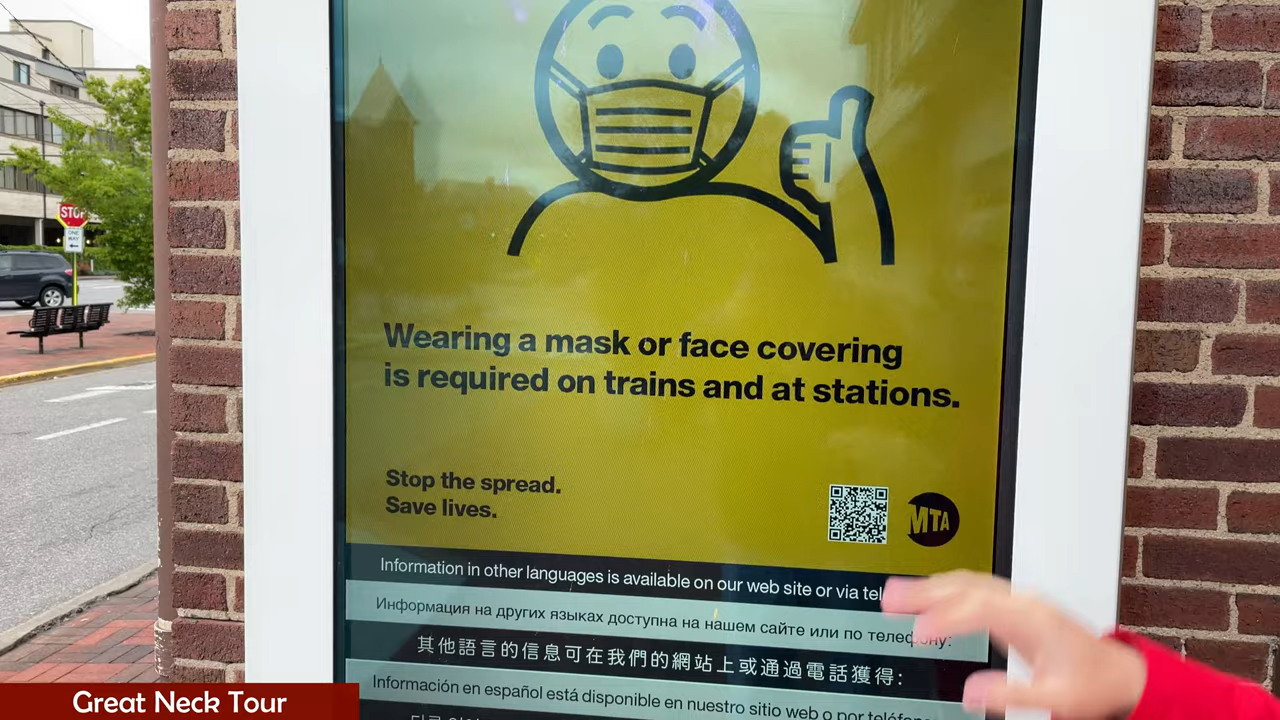 STOP
ONE
WAY
Wearing a mask or face covering
is required on trains and at stations.
Stop the spread.
Save lives.
MTA
Information in other languages is available on our web site or via
Информация на других языках доступна на нашем сайте или по телефону:
其他語言的信息可在我們的網站上或通過電話獲得:
Información en español está disponible en nuestro sitio web o por
Great Neck Tour